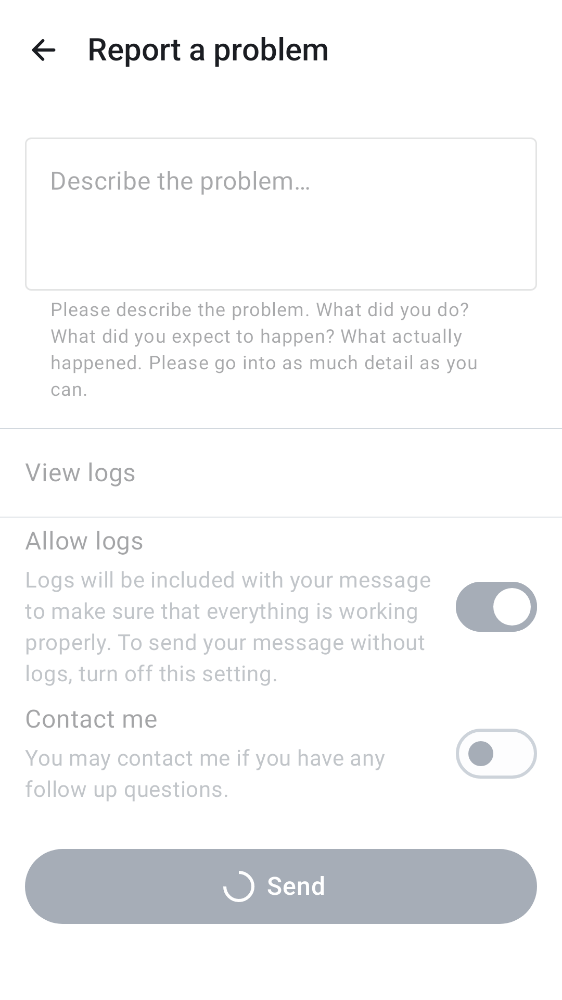 Report a problem
Describe the problem…
Please describe the problem. What did you do?
What did you expect to happen? What actually
happened. Please go into as much detail as you
can.
View logs
Allow logs
Logs will be included with your message
to make sure that everything is working
properly. To send your message without
logs, turn off this setting.
Contact me
You may contact me if you have any
follow up questions.
Send